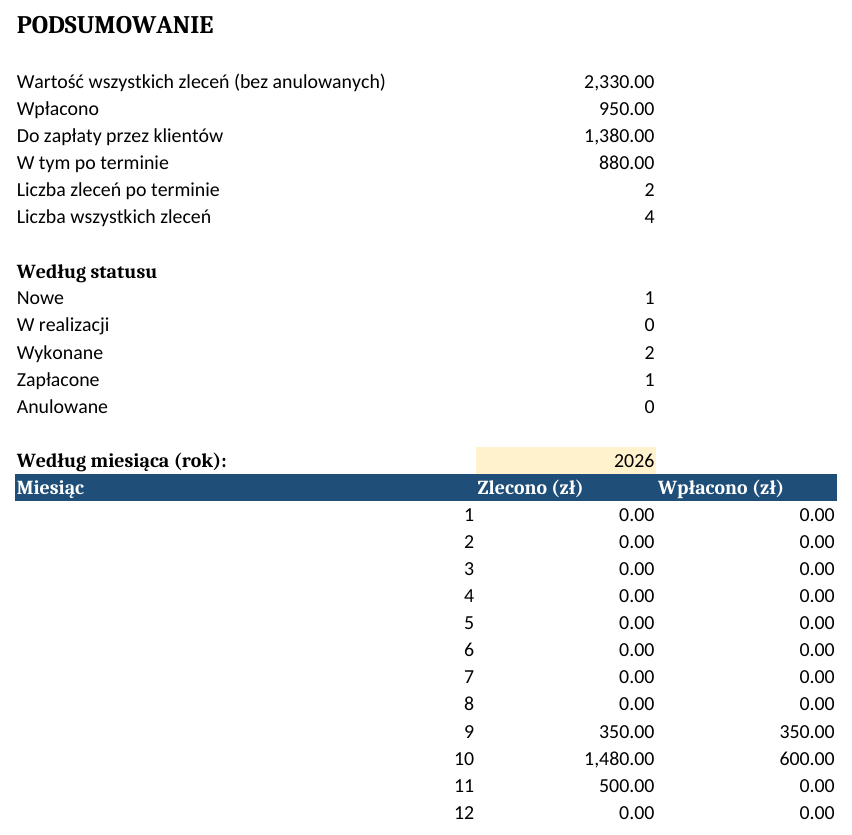 PODSUMOWANIE
Wartość wszystkich zleceń (bez anulowanych) 2,330.00
Wpłacono 950.00
Do zapłaty przez klientów 1,380.00
W tym po terminie 880.00
Liczba zleceń po terminie 2
Liczba wszystkich zleceń 4
Według statusu
Nowe 1
W realizacji 0
Wykonane 2
Zapłacone 1
Anulowane 0
Według miesiąca (rok): 2026
Miesiąc Zlecono (zł) Wpłacono (zł)
1 0.00 0.00
2 0.00 0.00
3 0.00 0.00
4 0.00 0.00
5 0.00 0.00
6 0.00 0.00
7 0.00 0.00
8 0.00 0.00
9 350.00 350.00
10 1,480.00 600.00
11 500.00 0.00
12 0.00 0.00